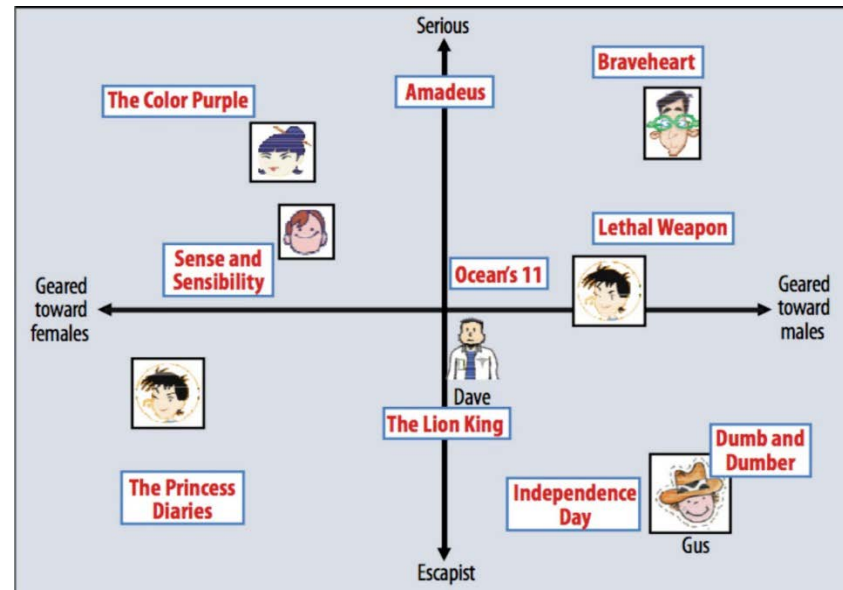 Serious
Braveheart
Amadeus
The Color Purple
Lethal Weapon
Sense and
Sensibility
Ocean's 11
Geared
toward
females
Geared
toward
males
Dave
The Lion King
Dumb and
Dumber
The Princess
Diaries
Independence
Day
Gus
Escapist